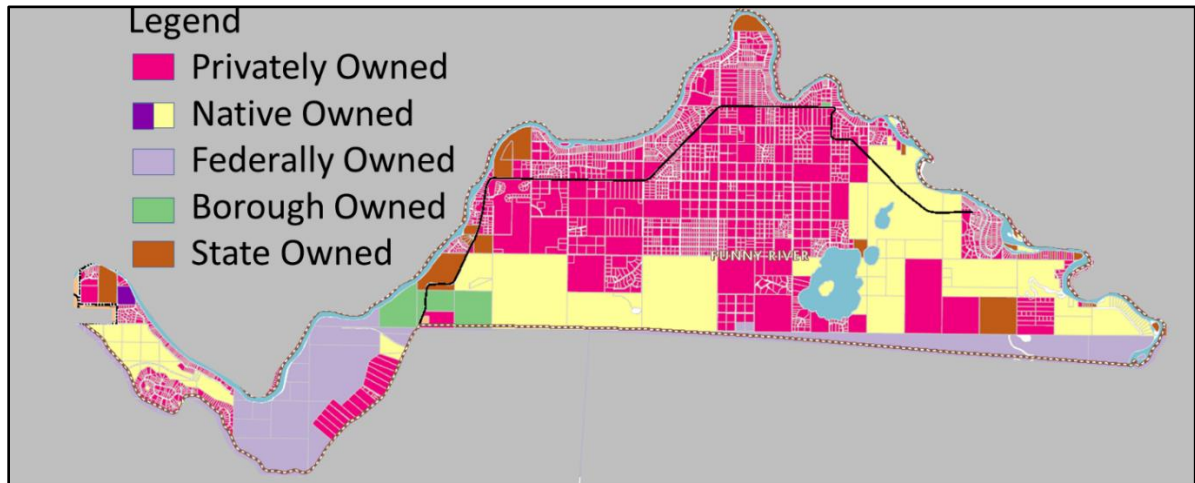 Legend
Privately Owned
Native Owned
Federally Owned
Borough Owned
State Owned
FUNNY RIVER